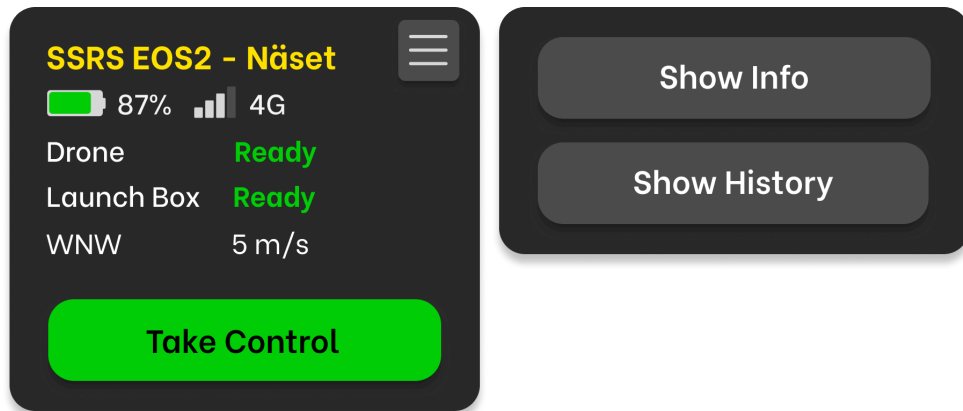 SSRS EOS2 - Näset
87% 4G
Drone Ready
Launch Box Ready
WNW 5 m/s
Take Control
Show Info
Show History